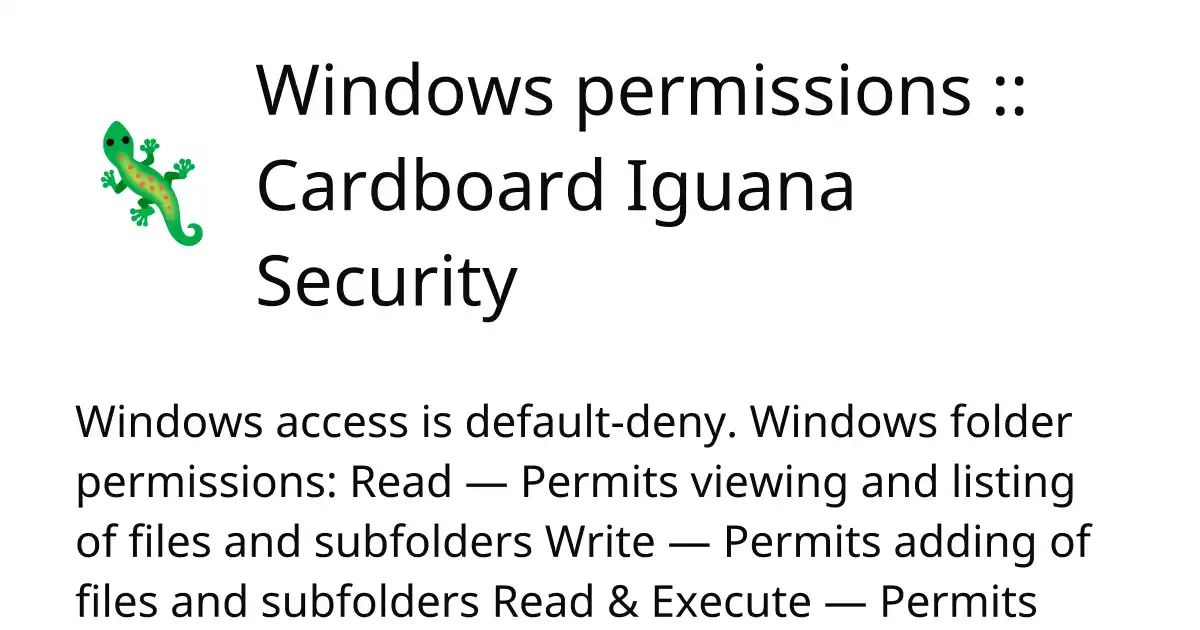 Windows permissions ::
Cardboard Iguana
Security
Windows access is default-deny. Windows folder
permissions: Read — Permits viewing and listing
of files and subfolders Write — Permits adding of
files and subfolders Read & Execute — Permits